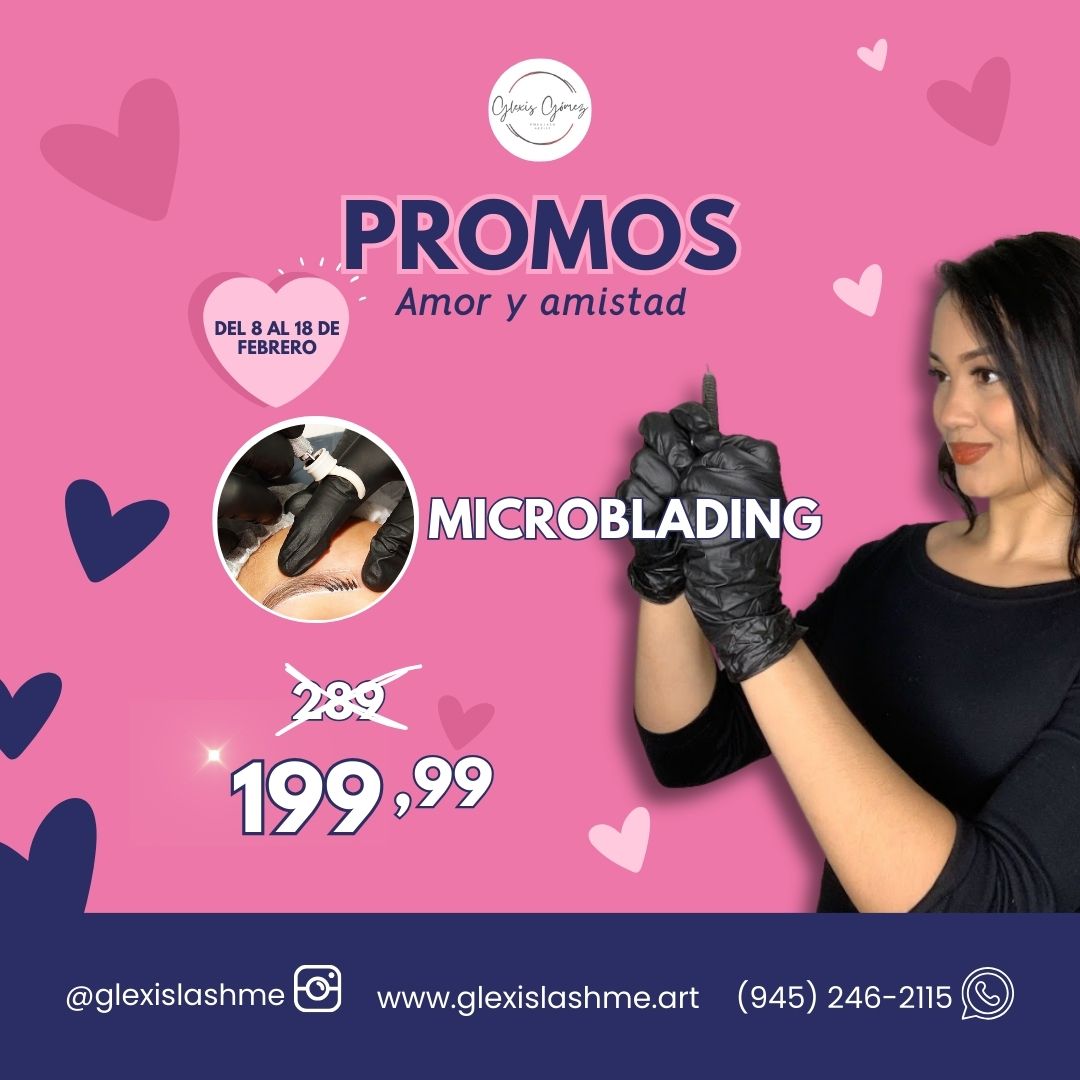 Glexis Gómez
PROMOS
Amor y amistad
DEL 8 AL 18 DE
FEBRERO
MICROBLADING
289
199,99
@glexislashme
www.glexislashme.art
(945) 246-2115